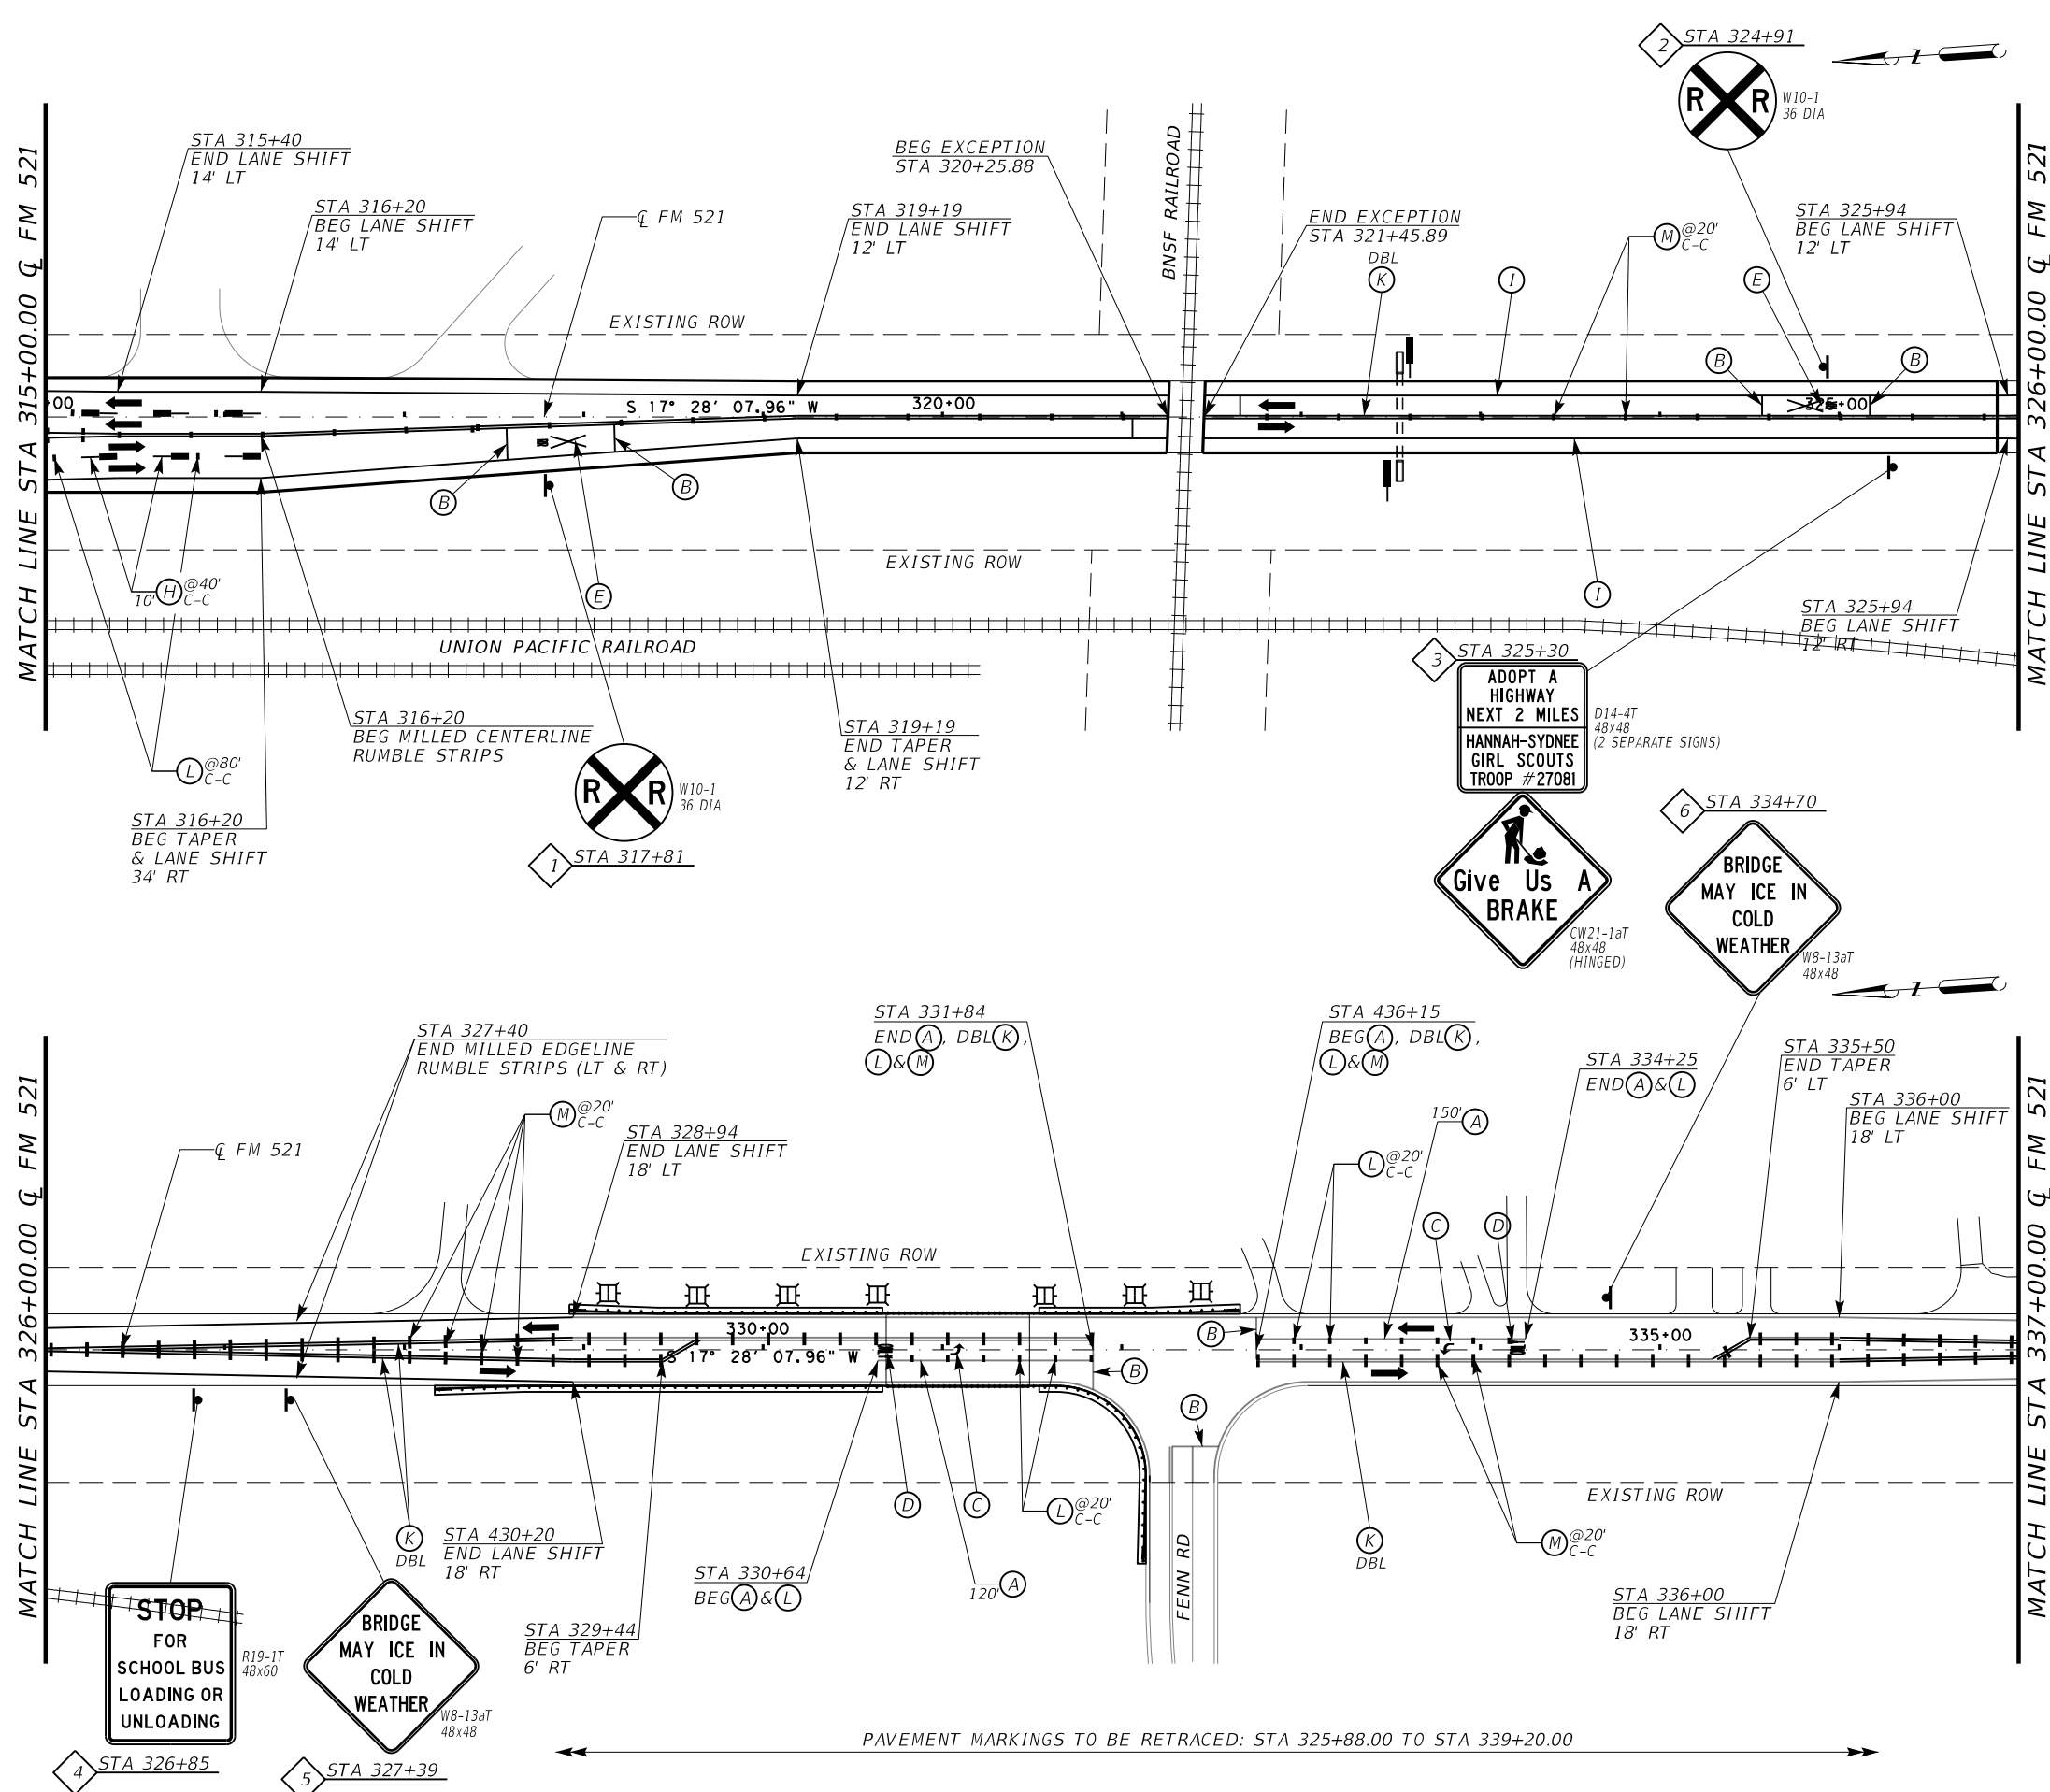 STA 324+91
2
Z
R R
W10-1
36 DIA
MATCH LINE STA 315+00.00 ℄ FM 521
STA 315+40
END LANE SHIFT
14' LT
STA 316+20
BEG LANE SHIFT
14' LT
℄ FM 521
STA 319+19
END LANE SHIFT
12' LT
BEG EXCEPTION
STA 320+25.88
BNSF RAILROAD
END EXCEPTION
STA 321+45.89
DBL
K
I
M @20'
C-C
E
STA 325+94
BEG LANE SHIFT
12' LT
MATCH LINE STA 326+00.00 ℄ FM 521
EXISTING ROW
B
B
+00
S 17° 28' 07.96" W
320+00
325+00
B
B
E
I
EXISTING ROW
10' H @40'
C-C
UNION PACIFIC RAILROAD
L @80'
C-C
STA 316+20
BEG MILLED CENTERLINE
RUMBLE STRIPS
STA 316+20
BEG TAPER
& LANE SHIFT
34' RT
R R
W10-1
36 DIA
1
STA 317+81
STA 319+19
END TAPER
& LANE SHIFT
12' RT
STA 325+94
BEG LANE SHIFT
12' RT
3
STA 325+30
ADOPT A
HIGHWAY
NEXT 2 MILES
HANNAH-SYDNEE
GIRL SCOUTS
TROOP #27081
D14-4T
48x48
(2 SEPARATE SIGNS)
Give Us A
BRAKE
CW21-1aT
48x48
(HINGED)
6
STA 334+70
BRIDGE
MAY ICE IN
COLD
WEATHER
W8-13aT
48x48
Z
MATCH LINE STA 326+00.00 ℄ FM 521
STA 327+40
END MILLED EDGELINE
RUMBLE STRIPS (LT & RT)
℄ FM 521
M @20'
C-C
STA 328+94
END LANE SHIFT
18' LT
STA 331+84
END A, DBL K,
L & M
STA 436+15
BEG A, DBL K,
L & M
150' A
L @20'
C-C
C
D
STA 334+25
END A & L
STA 335+50
END TAPER
6' LT
STA 336+00
BEG LANE SHIFT
18' LT
MATCH LINE STA 337+00.00 ℄ FM 521
EXISTING ROW
330+00
S 17° 28' 07.96" W
335+00
B
B
B
K
DBL
STA 430+20
END LANE SHIFT
18' RT
STA 329+44
BEG TAPER
6' RT
STA 330+64
BEG A & L
D
C
120' A
L @20'
C-C
FENN RD
K
DBL
M @20'
C-C
EXISTING ROW
STA 336+00
BEG LANE SHIFT
18' RT
STOP
FOR
SCHOOL BUS
LOADING OR
UNLOADING
R19-1T
48x60
4
STA 326+85
BRIDGE
MAY ICE IN
COLD
WEATHER
W8-13aT
48x48
5
STA 327+39
PAVEMENT MARKINGS TO BE RETRACED: STA 325+88.00 TO STA 339+20.00